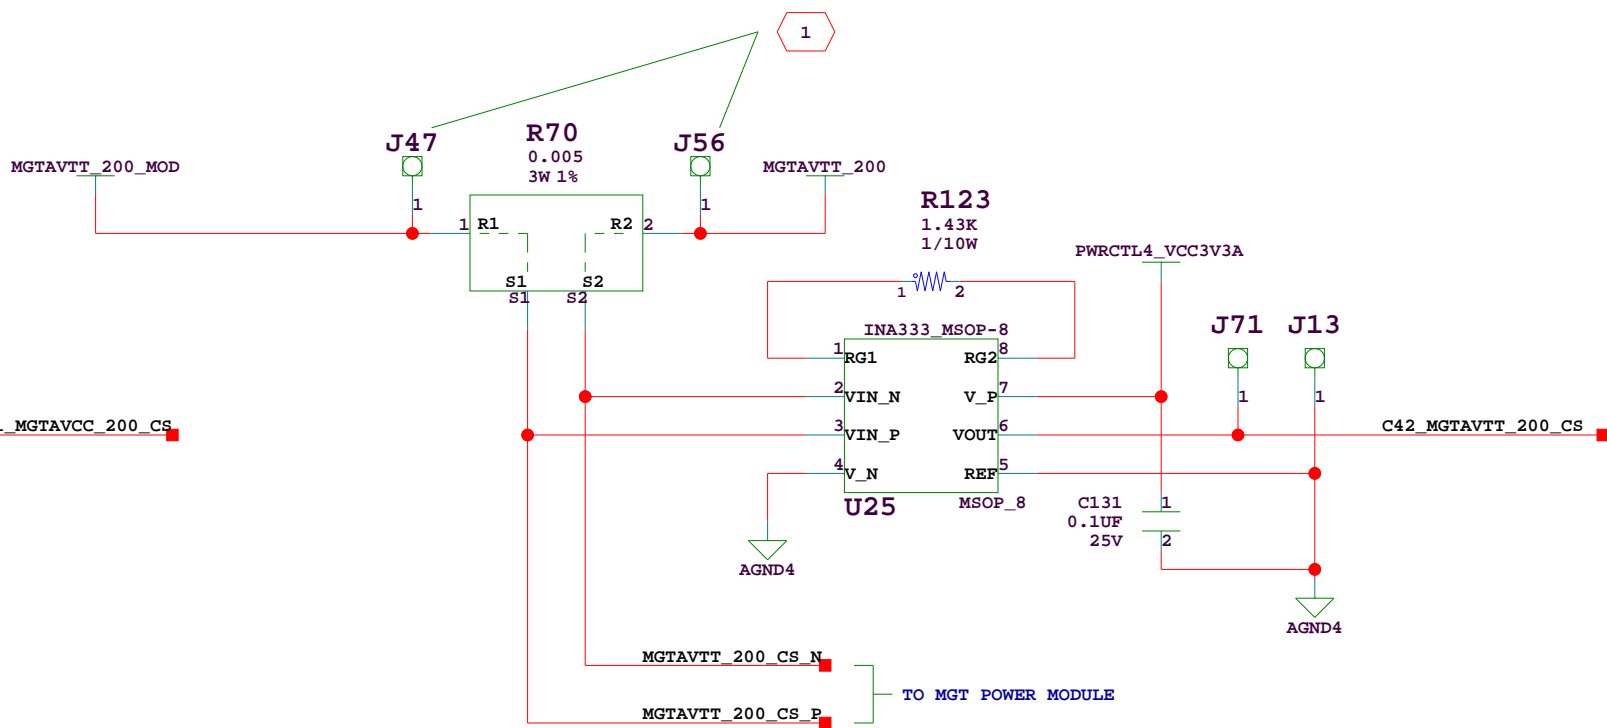 1
J47
R70
0.005
3W 1%
J56
MGTAVTT_200_MOD
MGTAVTT_200
1
1
1
R1
R2
2
S1
S2
S1
S2
R123
1.43K
1/10W
1
2
PWRCTL4_VCC3V3A
INA333_MSOP-8
J71
J13
1
RG1
RG2
8
2
VIN_N
V_P
7
1
1
3
VIN_P
VOUT
6
_MGTAVCC_200_CS
C42_MGTAVTT_200_CS
4
V_N
REF
5
U25
MSOP_8
C131
0.1UF
25V
1
2
AGND4
AGND4
MGTAVTT_200_CS_N
TO MGT POWER MODULE
MGTAVTT_200_CS_P